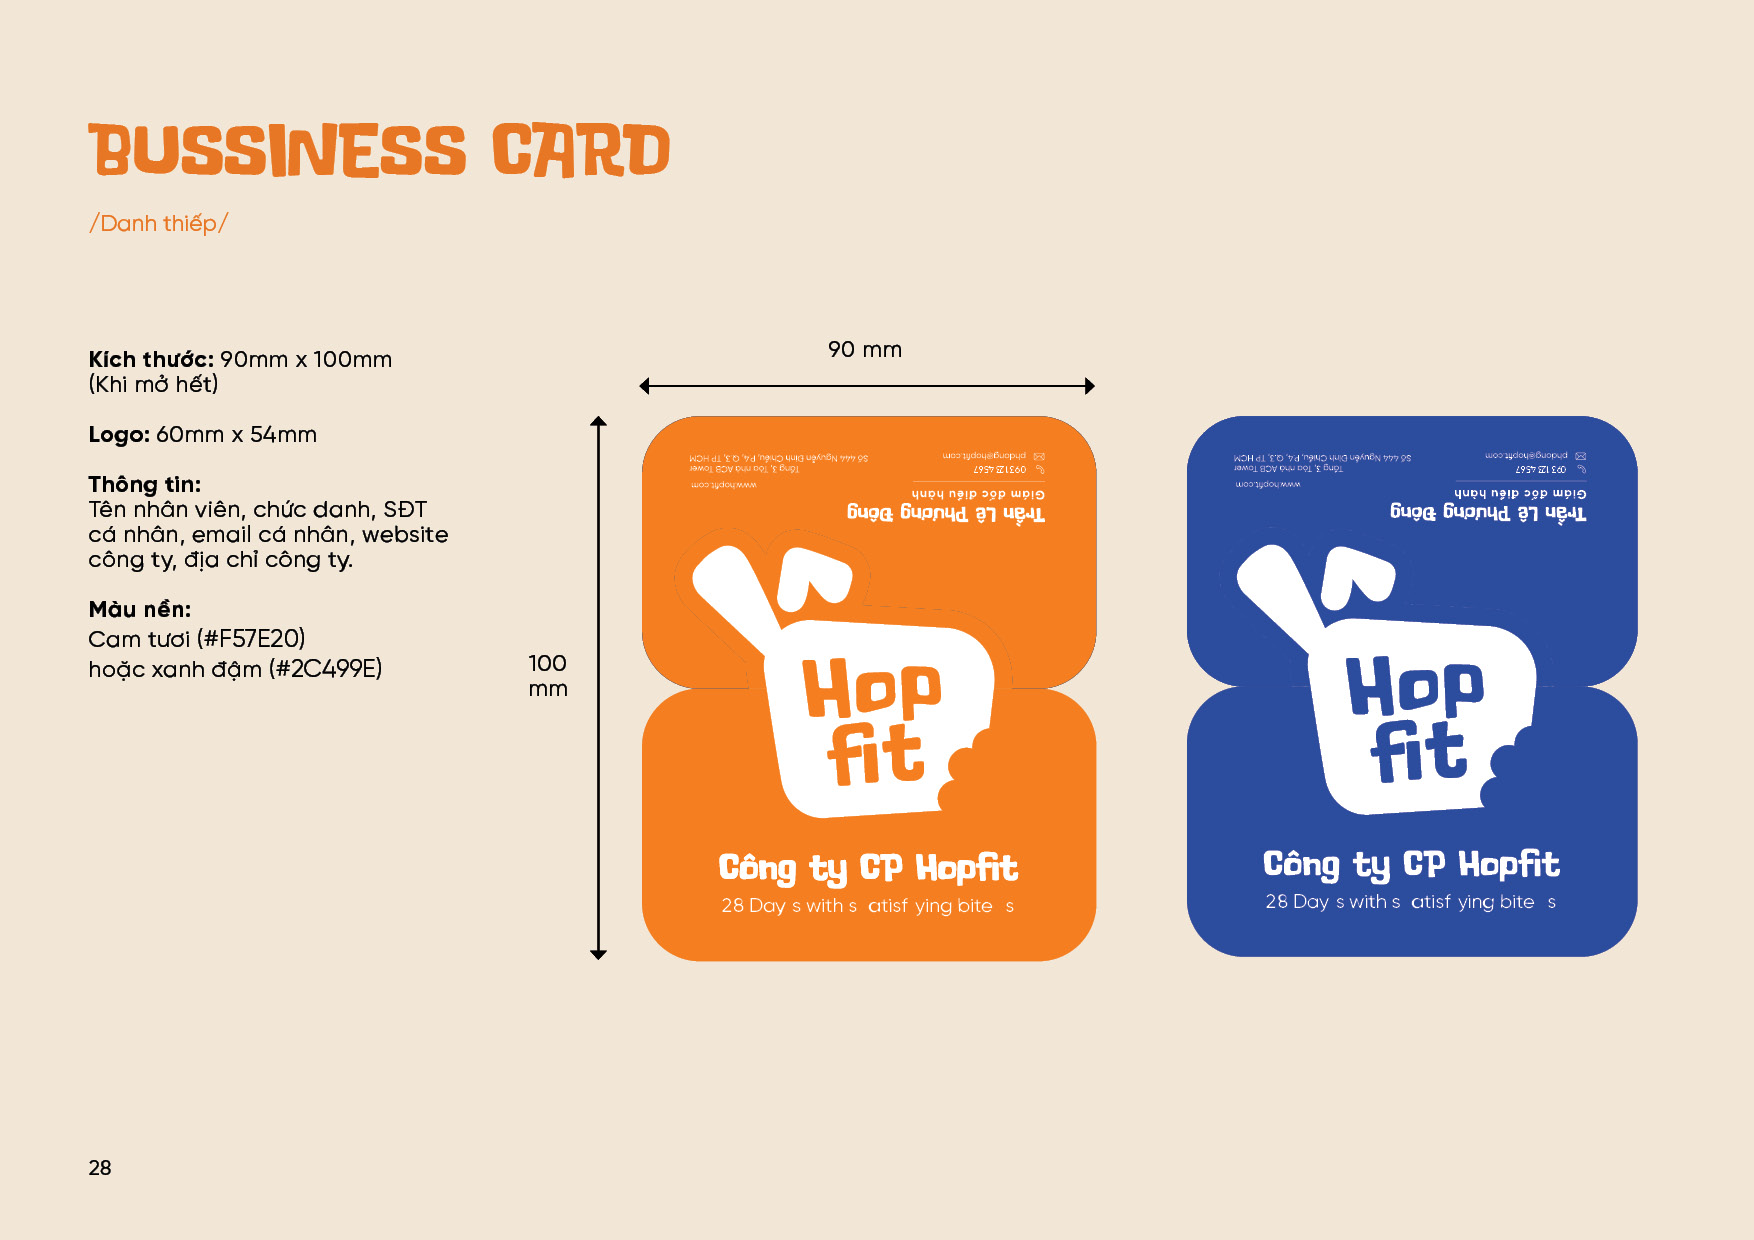 BUSSINESS CARD
/Danh thiếp/
Kích thước: 90mm x 100mm
(Khi mở hết)
Logo: 60mm x 54mm
Thông tin:
Tên nhân viên, chức danh, SĐT
cá nhân, email cá nhân, website
công ty, địa chỉ công ty.
Màu nền:
Cam tươi (#F57E20)
hoặc xanh đậm (#2C499E)
90 mm
100
mm
Trần Lê Phương Đông
Giám đốc điều hành
093 123 4567
pndong@hopfit.com
www.hopfit.com
Tầng 3, Tòa nhà ACB Tower
Số 444 Nguyễn Đình Chiểu, P.4, Q.3, TP HCM
Hop
fit
Công ty CP Hopfit
28 Day s with s atisf ying bite s
Trần Lê Phương Đông
Giám đốc điều hành
093 123 4567
pndong@hopfit.com
www.hopfit.com
Tầng 3, Tòa nhà ACB Tower
Số 444 Nguyễn Đình Chiểu, P.4, Q.3, TP HCM
Hop
fit
Công ty CP Hopfit
28 Day s with s atisf ying bite s
28